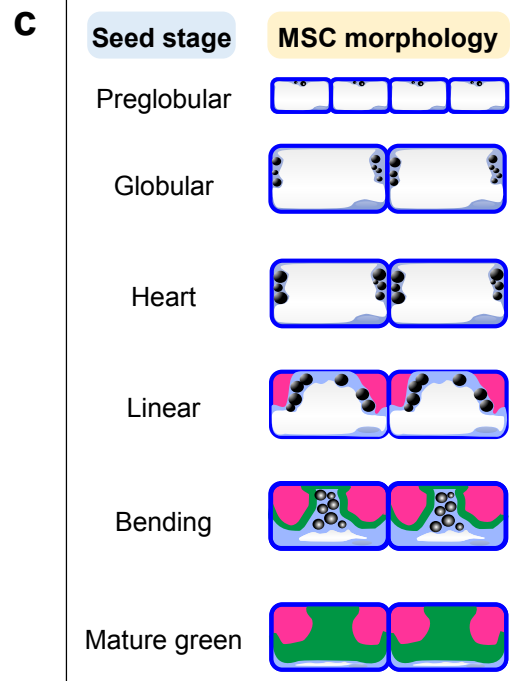 c
Seed stage MSC morphology
Preglobular
Globular
Heart
Linear
Bending
Mature green